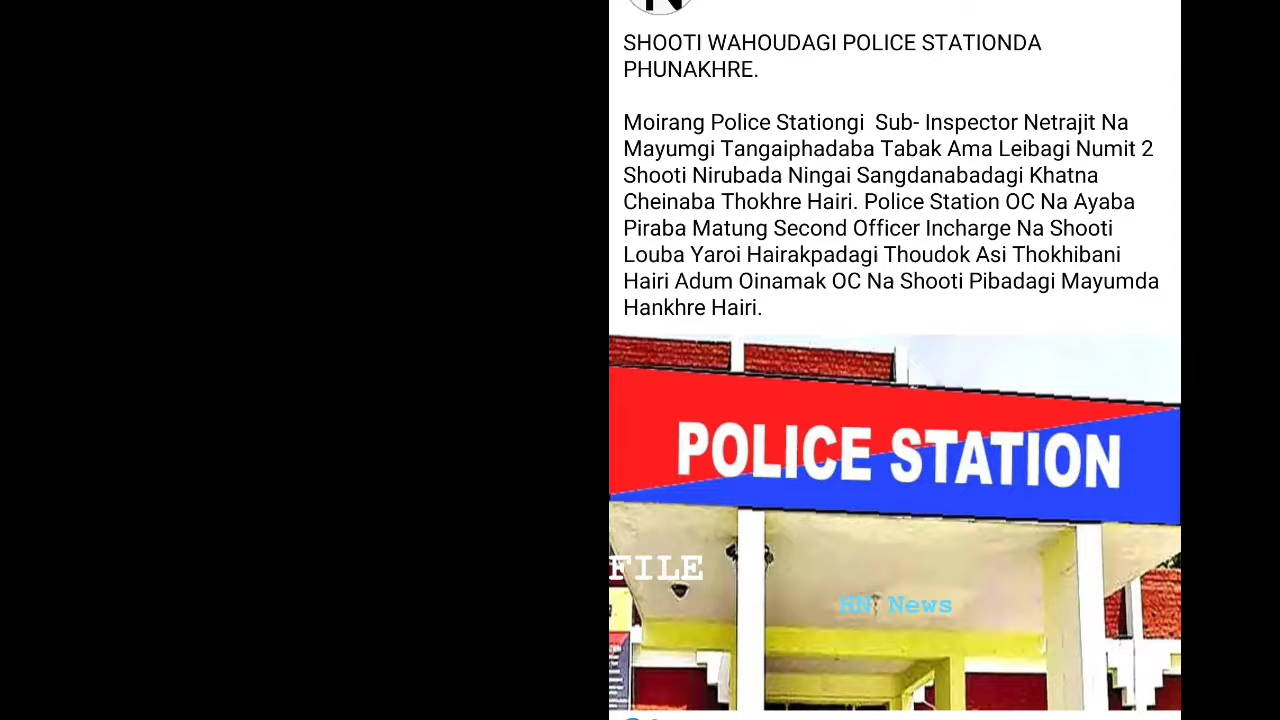 SHOOTI WAHOUDAGI POLICE STATIONDA
PHUNAKHRE.
Moirang Police Stationgi Sub- Inspector Netrajit Na
Mayumgi Tangaiphadaba Tabak Ama Leibagi Numit 2
Shooti Nirubada Ningai Sangdanabadagi Khatna
Cheinaba Thokhre Hairi. Police Station OC Na Ayaba
Piraba Matung Second Officer Incharge Na Shooti
Louba Yaroi Hairakpadagi Thoudok Asi Thokhibani
Hairi Adum Oinamak OC Na Shooti Pibadagi Mayumda
Hankhre Hairi.
POLICE STATION
FILE
HN News